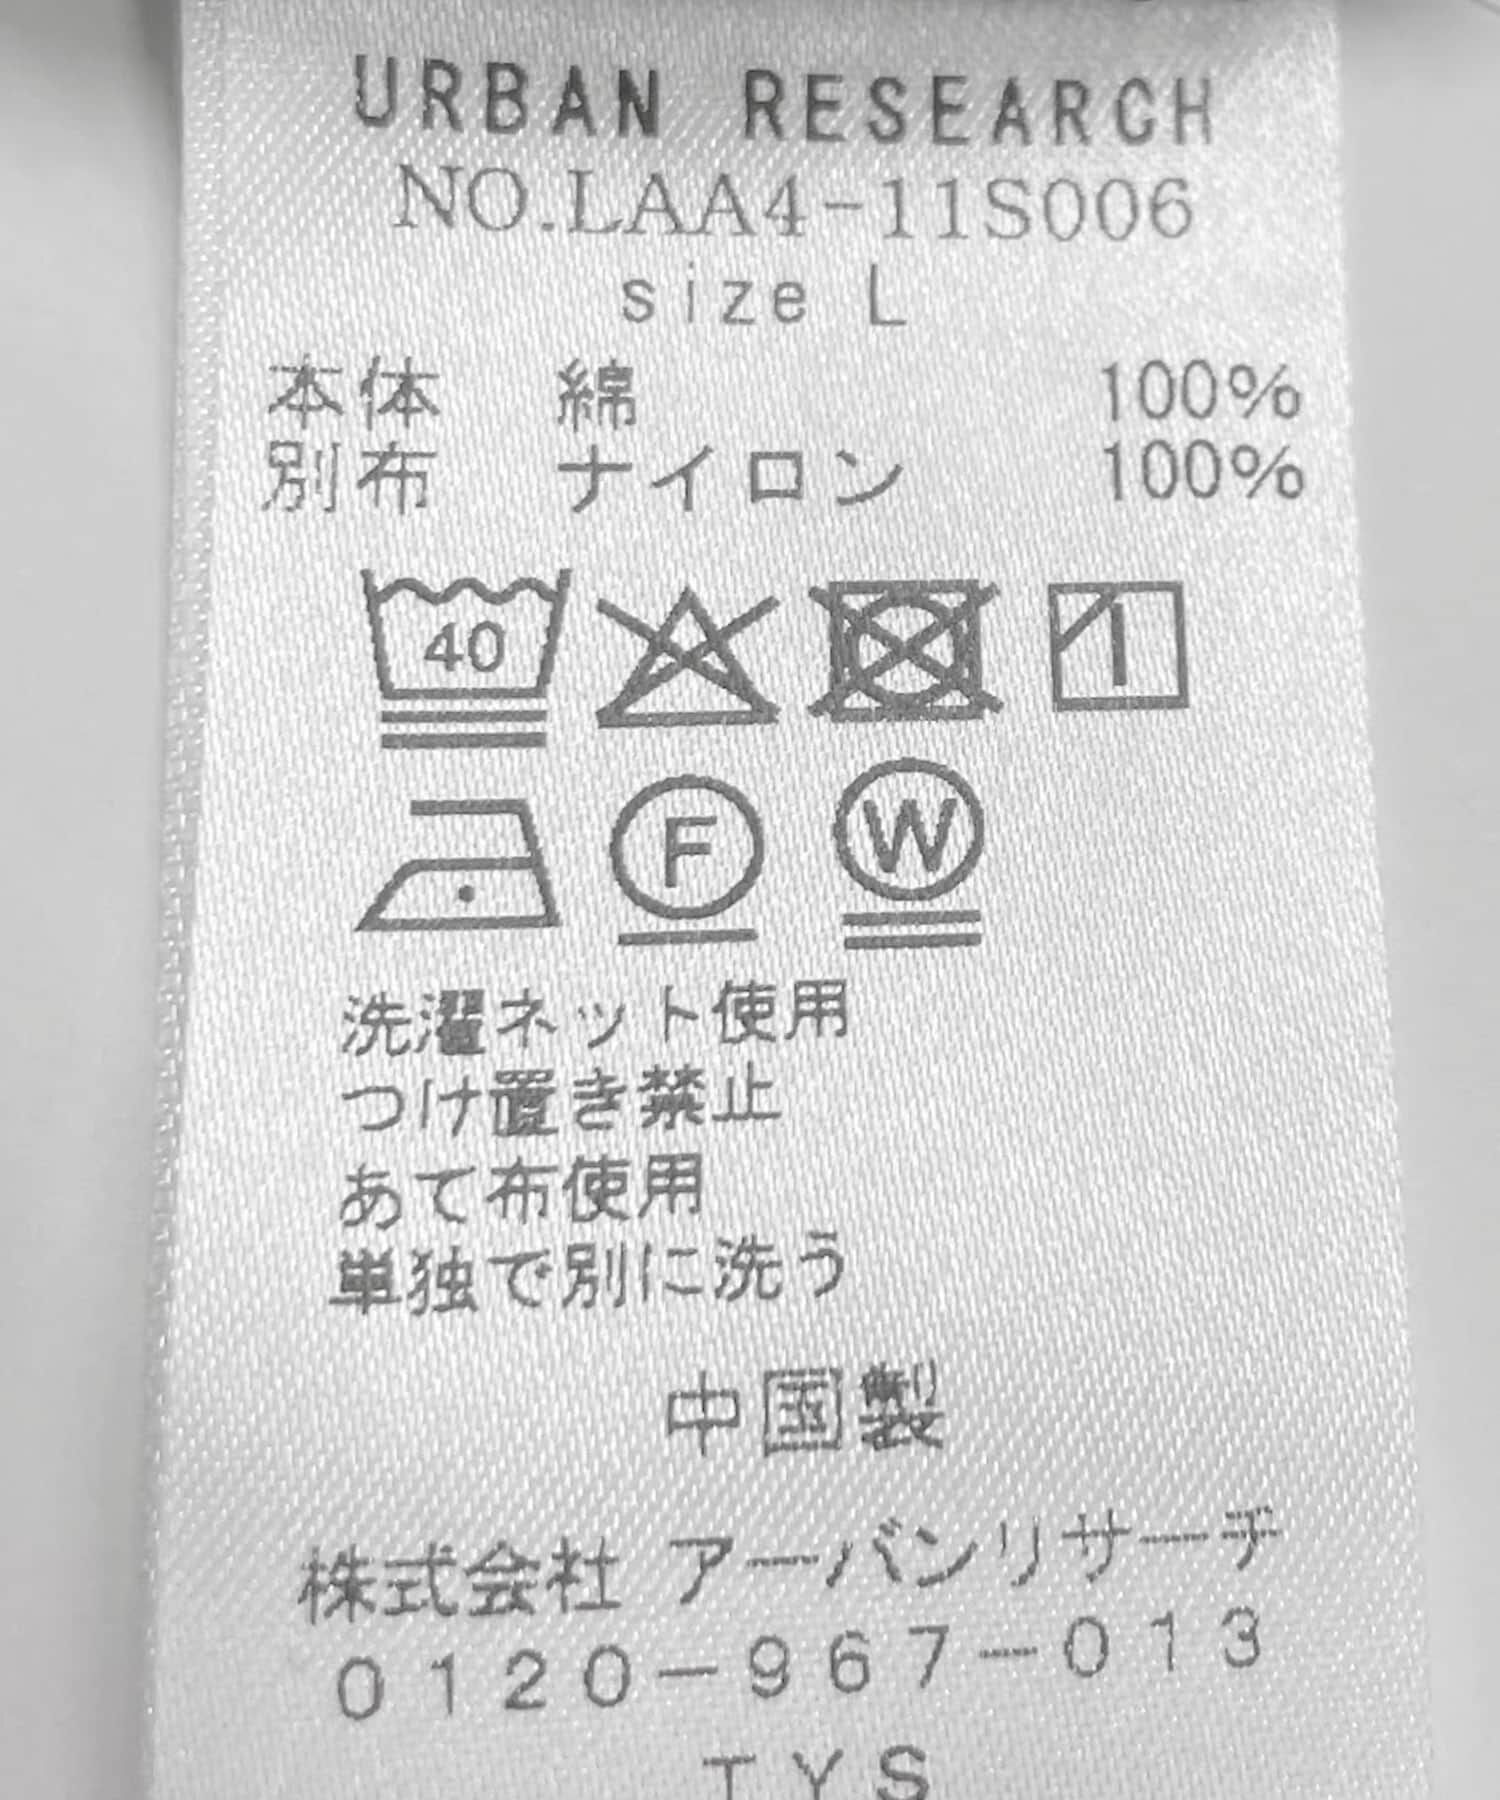 URBAN RESEARCH
NO.LAA4-11S006
size L
本体 綿 100%
別布 ナイロン 100%
40
F W
洗濯ネット使用
つけ置き禁止
あて布使用
単独で別に洗う
中国製
株式会社 アーバンリサーチ
0120-967-013
TYS